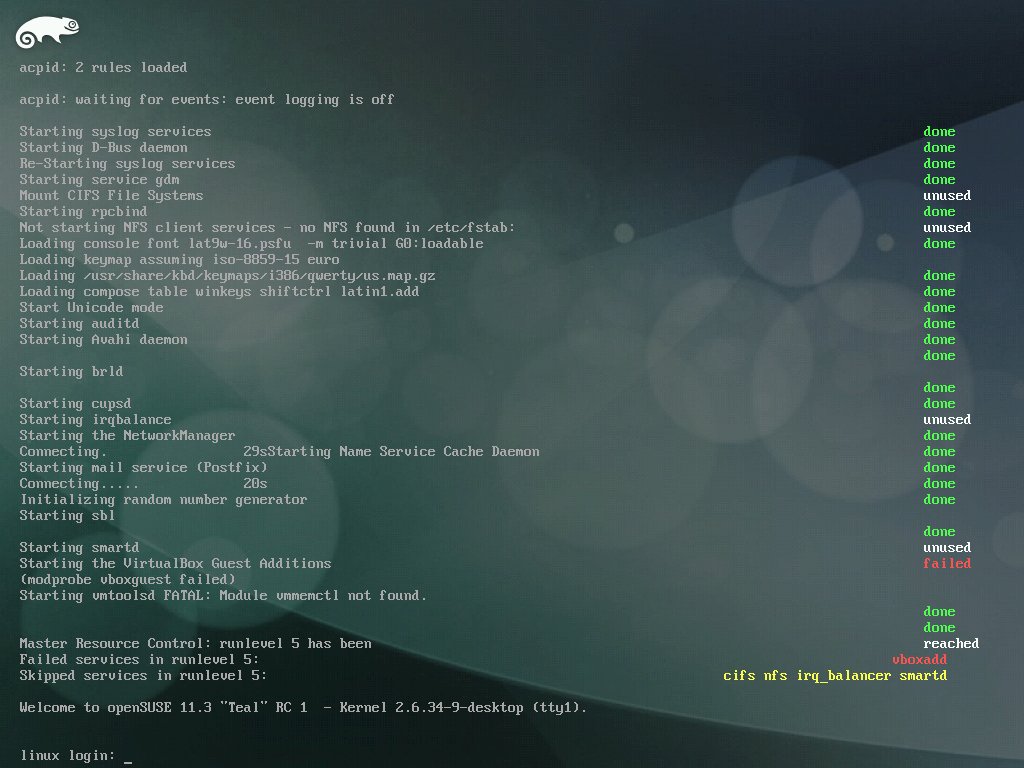 acpid: 2 rules loaded
acpid: waiting for events: event logging is off
Starting syslog services done
Starting D-Bus daemon done
Re-Starting syslog services done
Starting service gdm done
Mount CIFS File Systems unused
Starting rpcbind done
Not starting NFS client services - no NFS found in /etc/fstab: unused
Loading console font lat9w-16.psfu -m trivial G0:loadable done
Loading keymap assuming iso-8859-15 euro
Loading /usr/share/kbd/keymaps/i386/qwerty/us.map.gz done
Loading compose table winkeys shiftctrl latin1.add done
Start Unicode mode done
Starting auditd done
Starting Avahi daemon done
done
Starting brld
done
Starting cupsd done
Starting irqbalance unused
Starting the NetworkManager done
Connecting. 29sStarting Name Service Cache Daemon done
Starting mail service (Postfix) done
Connecting..... 20s done
Initializing random number generator done
Starting sbl
done
Starting smartd unused
Starting the VirtualBox Guest Additions failed
(modprobe vboxguest failed)
Starting vmtoolsd FATAL: Module vmmemctl not found.
done
done
Master Resource Control: runlevel 5 has been reached
Failed services in runlevel 5: vboxadd
Skipped services in runlevel 5: cifs nfs irq_balancer smartd
Welcome to openSUSE 11.3 "Teal" RC 1 - Kernel 2.6.34-9-desktop (tty1).
linux login: _